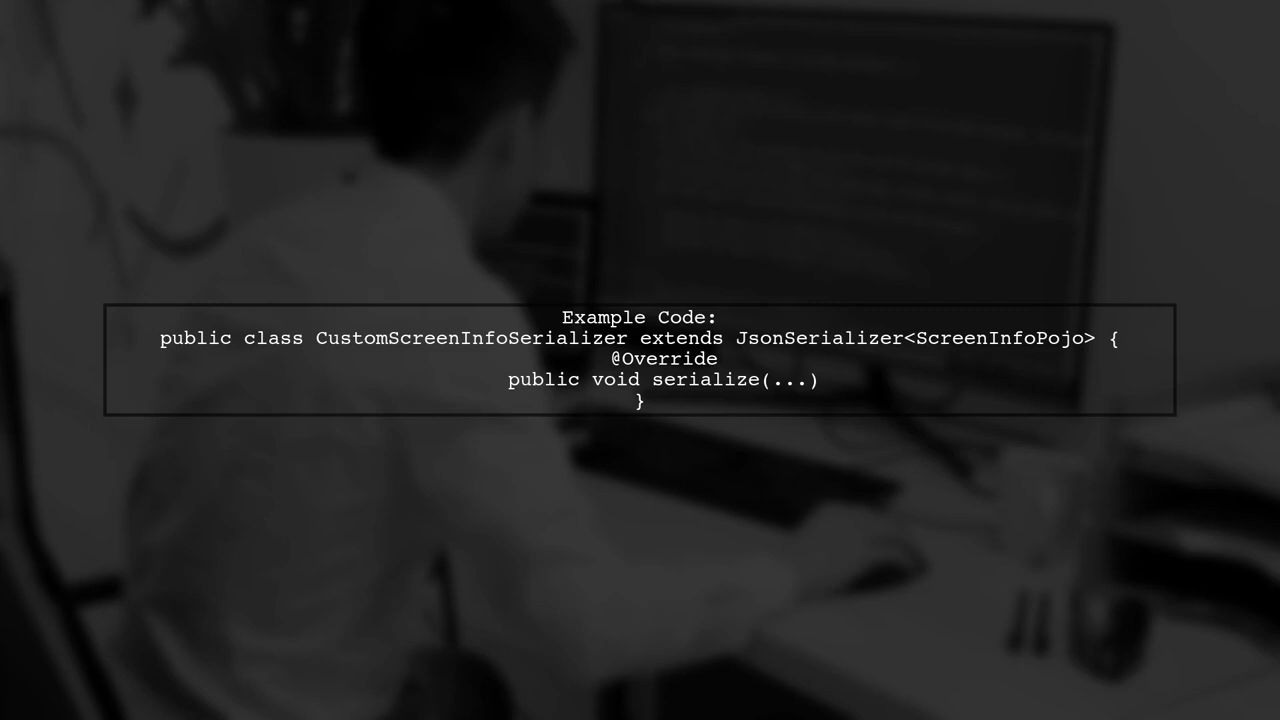 Example Code:
public class CustomScreenInfoSerializer extends JsonSerializer<ScreenInfoPojo> {
@Override
public void serialize(...)
}